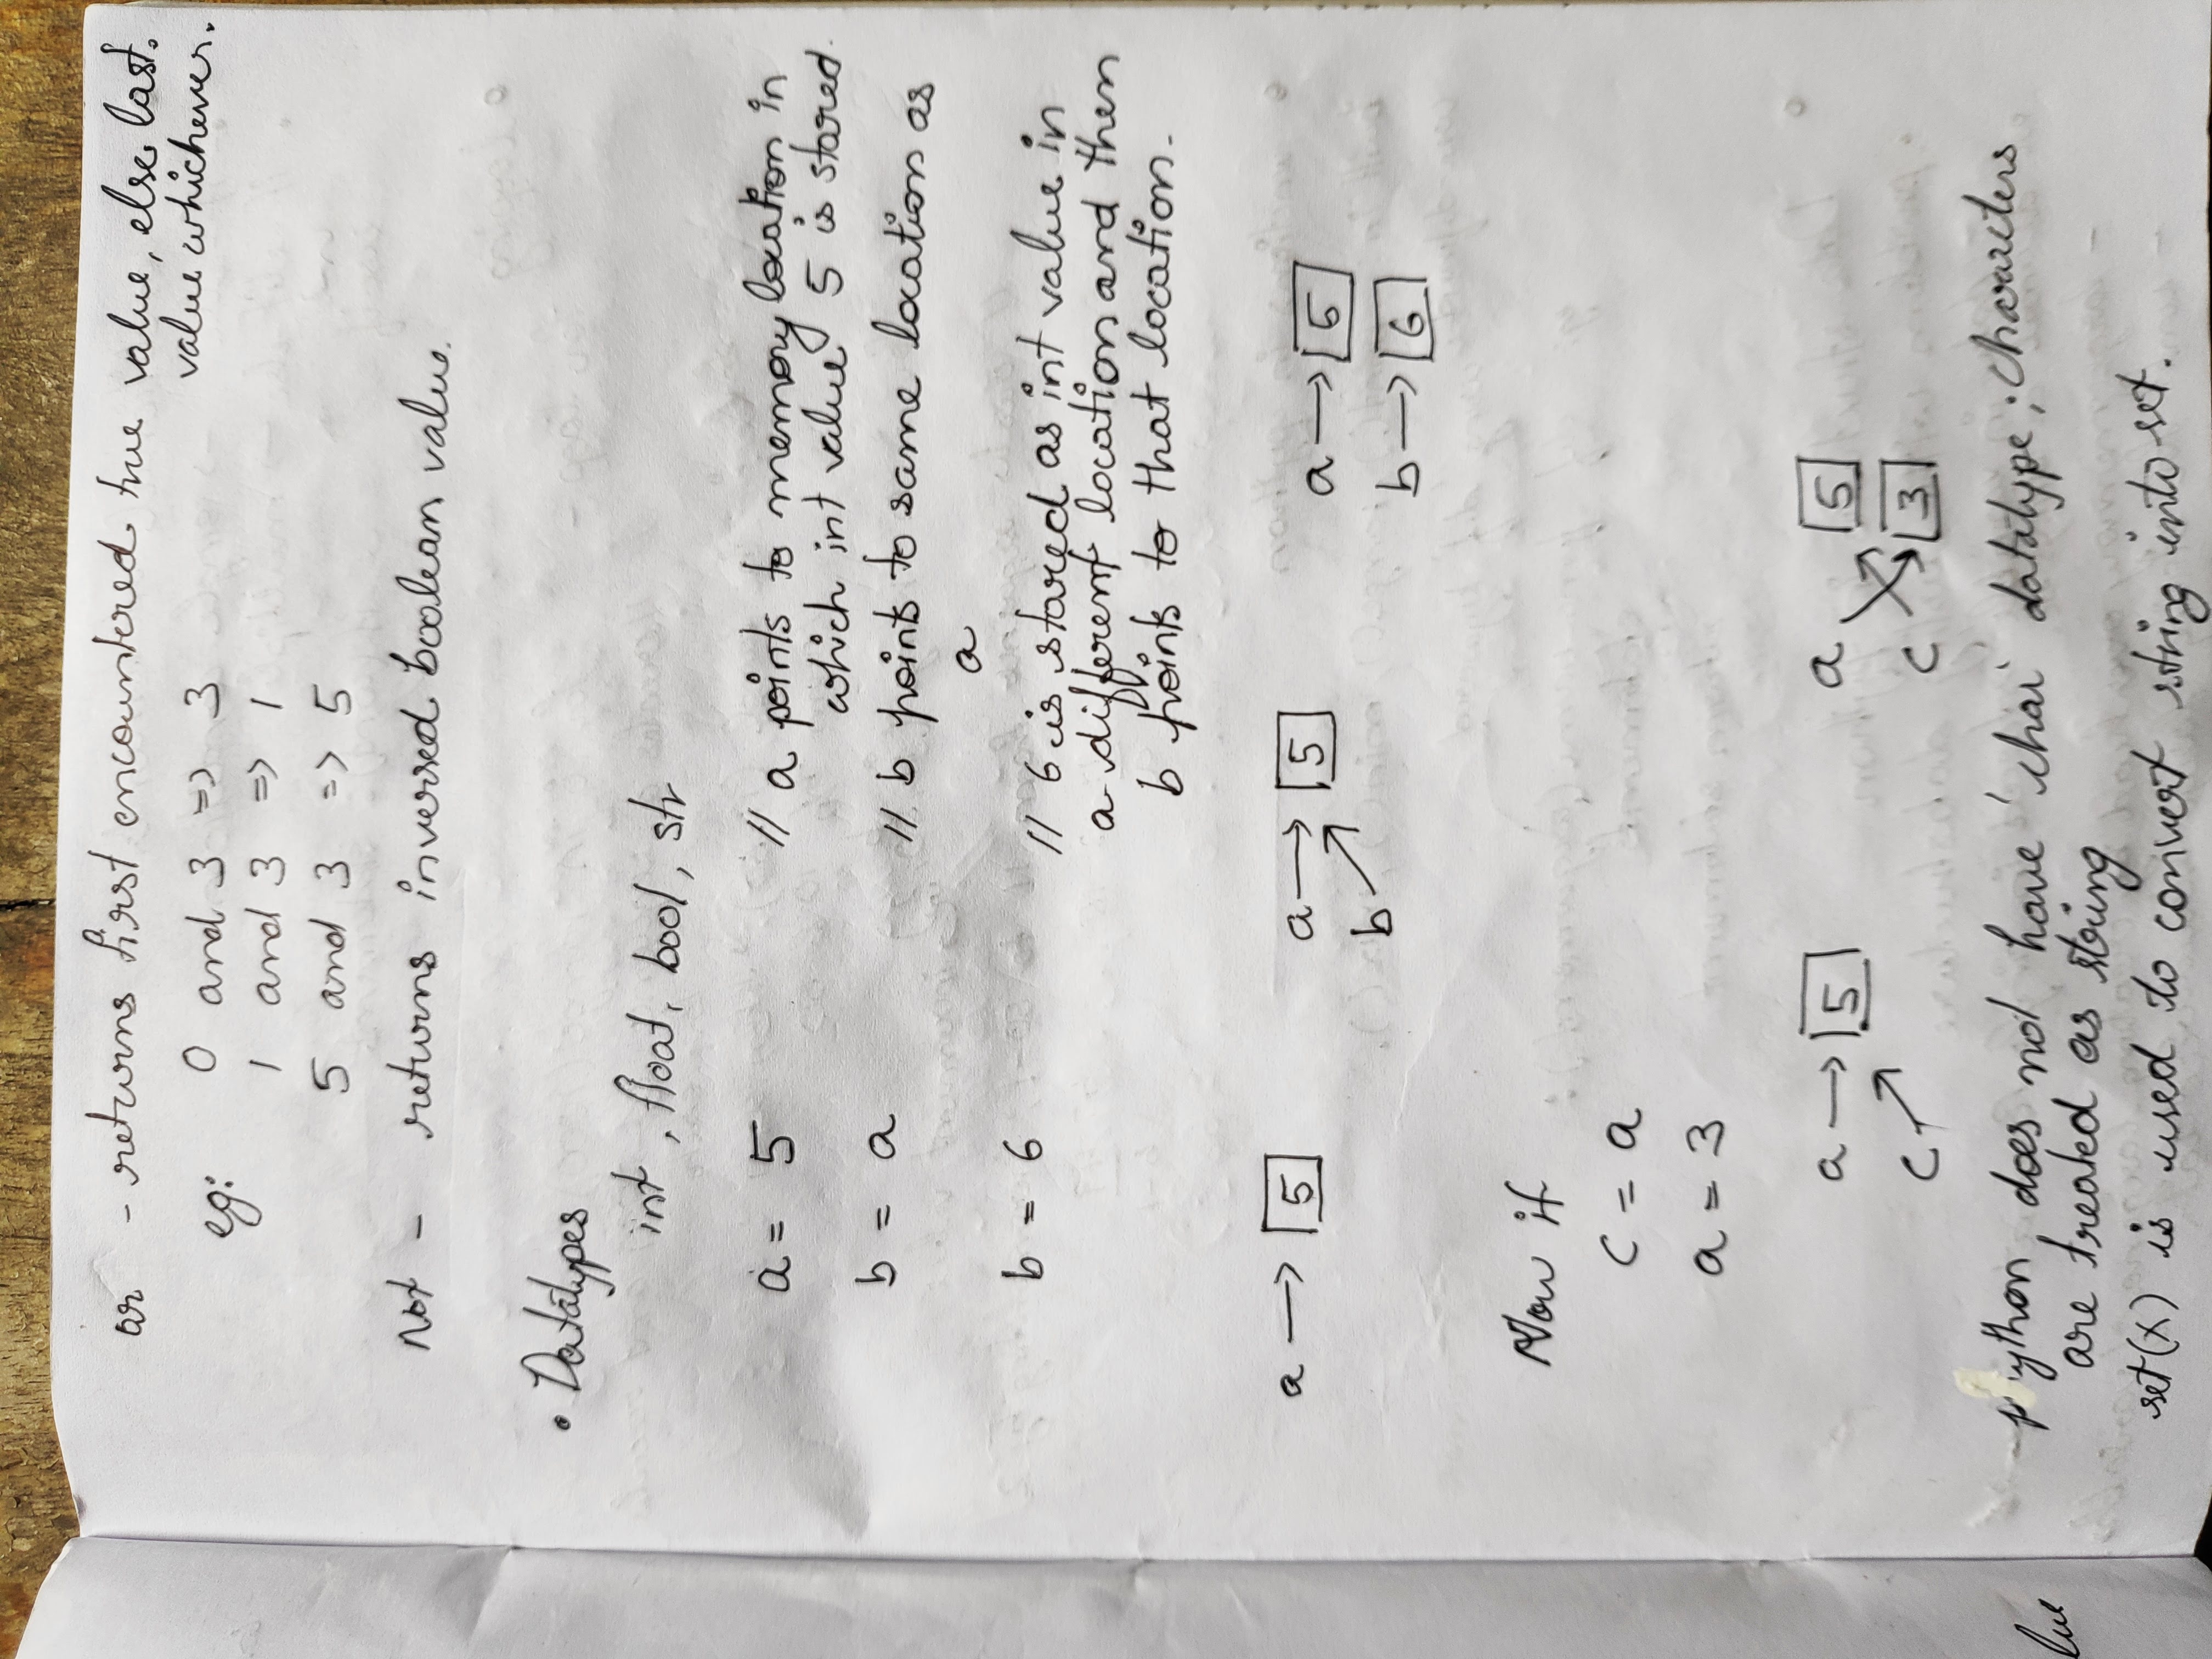 or - returns first encountered true value, else last.
value whichever.
eg: 0 and 3 => 3
1 and 3 => 1
5 and 3 => 5
Not - returns inversed boolean value.
• Datatypes
int, float, bool, str
a = 5 // a points to memory location in
which int value 5 is stored.
b = a // b points to same location as
a
b = 6 // 6 is stored as int value in
a different location and then
b points to that location.
a → 5 a → 5 a → 5
b b → 6
Now if
c = a
a = 3
a → 5 a 5
c c 3
python does not have 'char' datatype; characters
are treated as string
set(x) is used to convert string into set.
lue